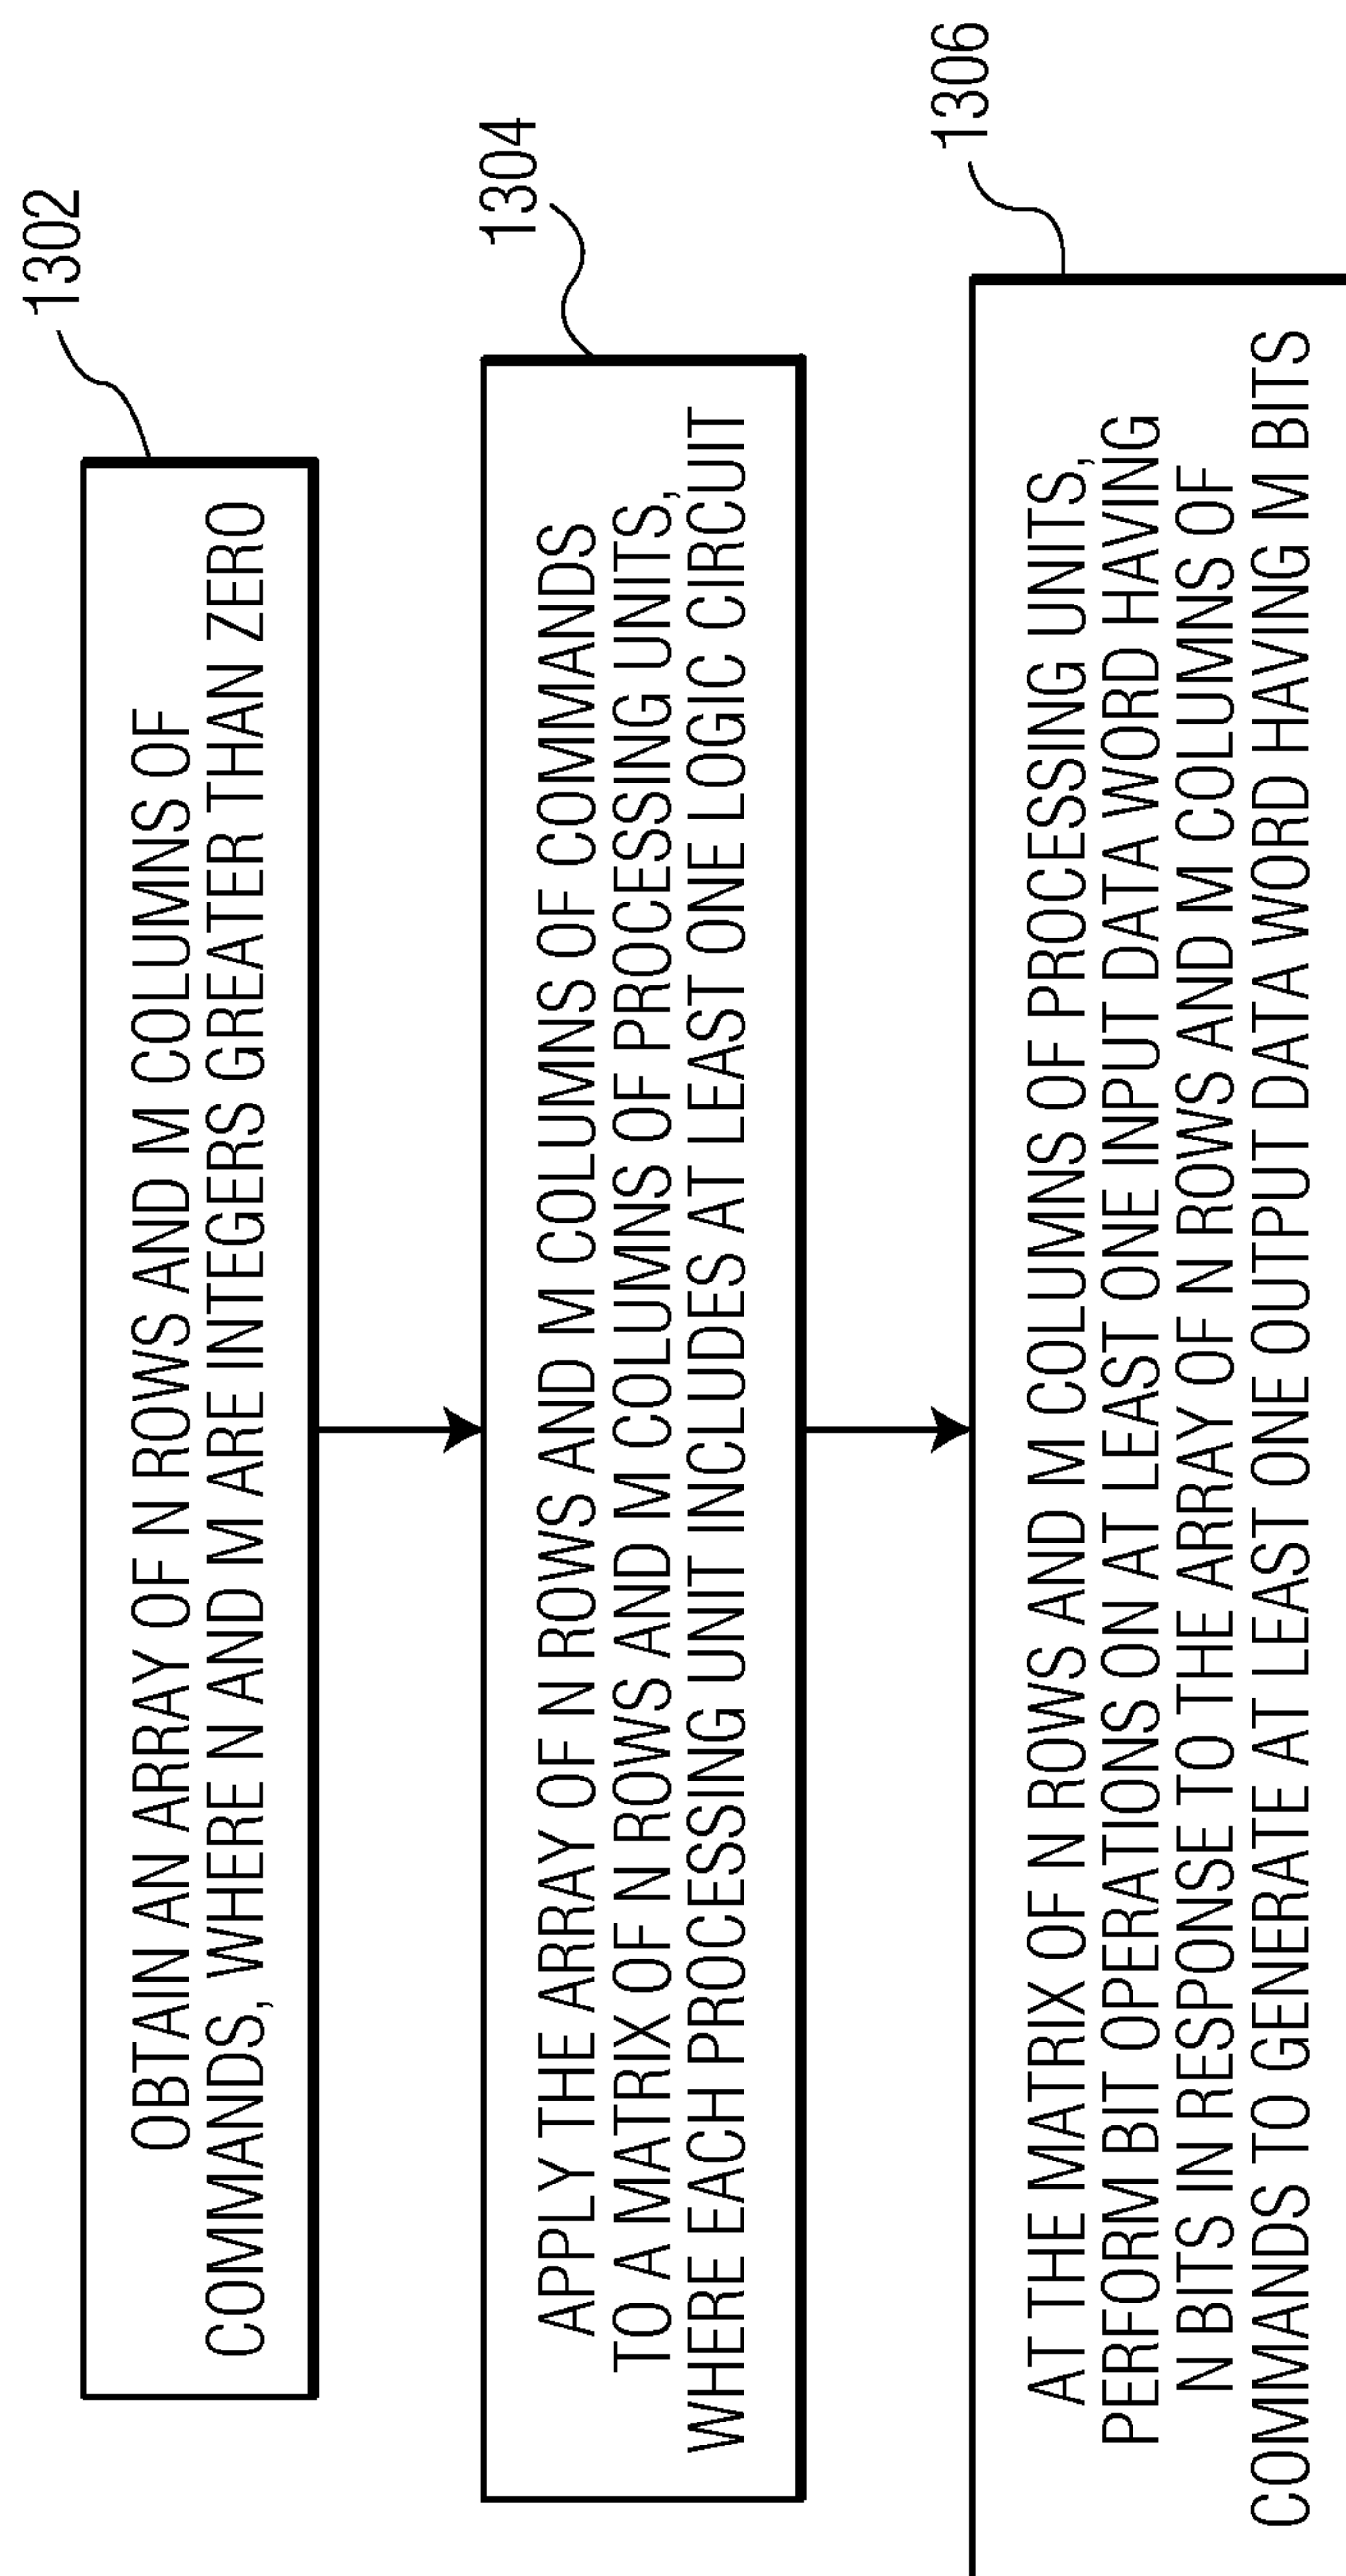 1302
OBTAIN AN ARRAY OF N ROWS AND M COLUMNS OF
COMMANDS, WHERE N AND M ARE INTEGERS GREATER THAN ZERO
1304
APPLY THE ARRAY OF N ROWS AND M COLUMNS OF COMMANDS
TO A MATRIX OF N ROWS AND M COLUMNS OF PROCESSING UNITS,
WHERE EACH PROCESSING UNIT INCLUDES AT LEAST ONE LOGIC CIRCUIT
1306
AT THE MATRIX OF N ROWS AND M COLUMNS OF PROCESSING UNITS,
PERFORM BIT OPERATIONS ON AT LEAST ONE INPUT DATA WORD HAVING
N BITS IN RESPONSE TO THE ARRAY OF N ROWS AND M COLUMNS OF
COMMANDS TO GENERATE AT LEAST ONE OUTPUT DATA WORD HAVING M BITS